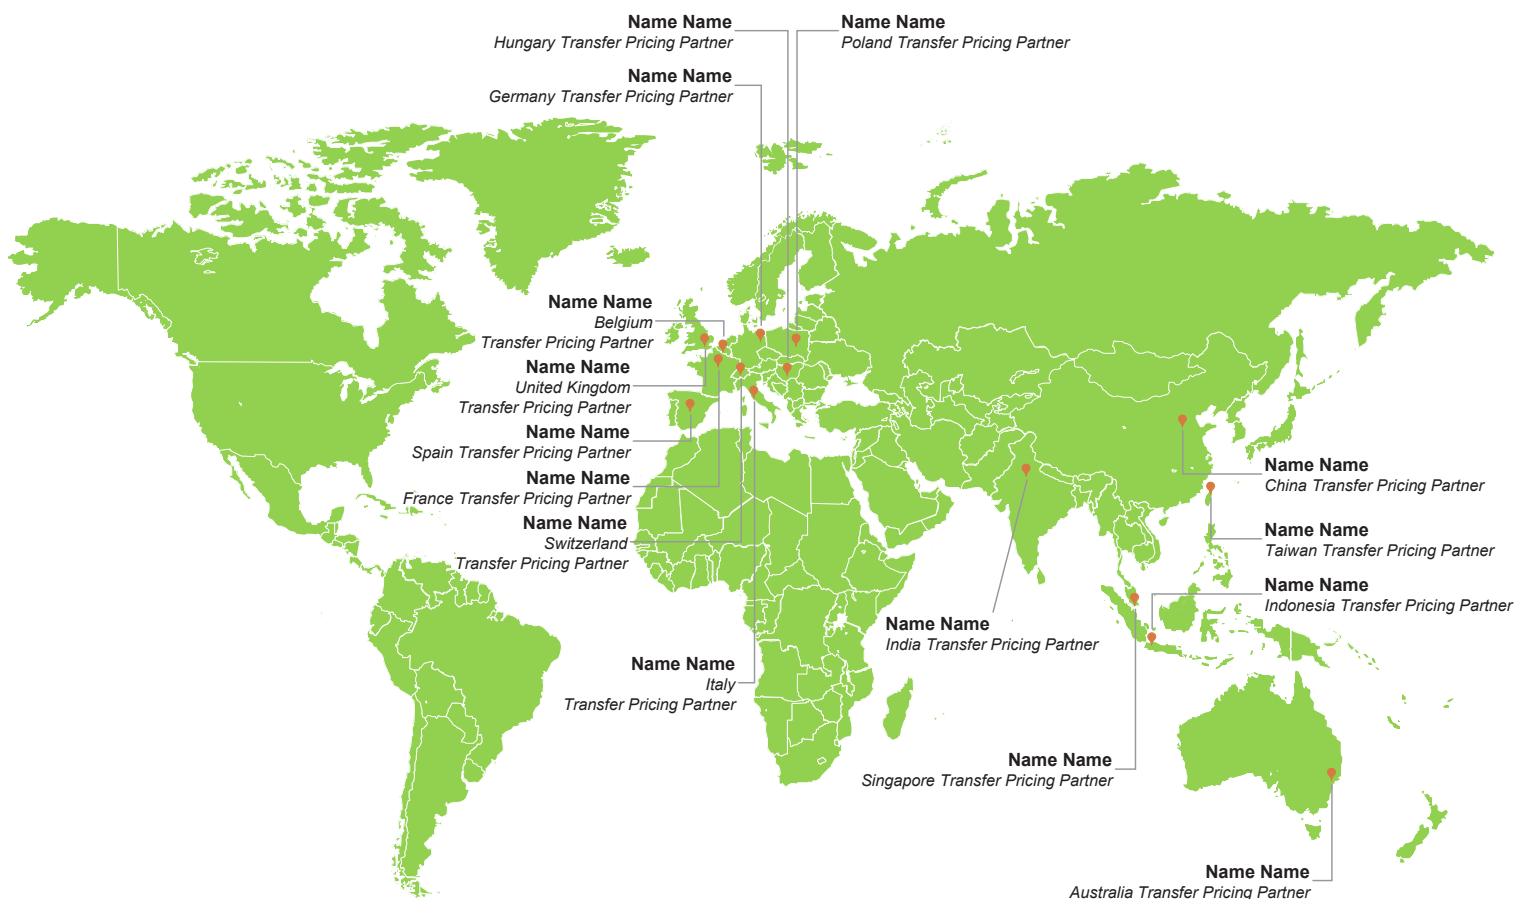 Name Name
Hungary Transfer Pricing Partner
Name Name
Poland Transfer Pricing Partner
Name Name
Germany Transfer Pricing Partner
Name Name
Belgium
Transfer Pricing Partner
Name Name
United Kingdom
Transfer Pricing Partner
Name Name
Spain Transfer Pricing Partner
Name Name
France Transfer Pricing Partner
Name Name
Switzerland
Transfer Pricing Partner
Name Name
Italy
Transfer Pricing Partner
Name Name
China Transfer Pricing Partner
Name Name
Taiwan Transfer Pricing Partner
Name Name
Indonesia Transfer Pricing Partner
Name Name
India Transfer Pricing Partner
Name Name
Singapore Transfer Pricing Partner
Name Name
Australia Transfer Pricing Partner